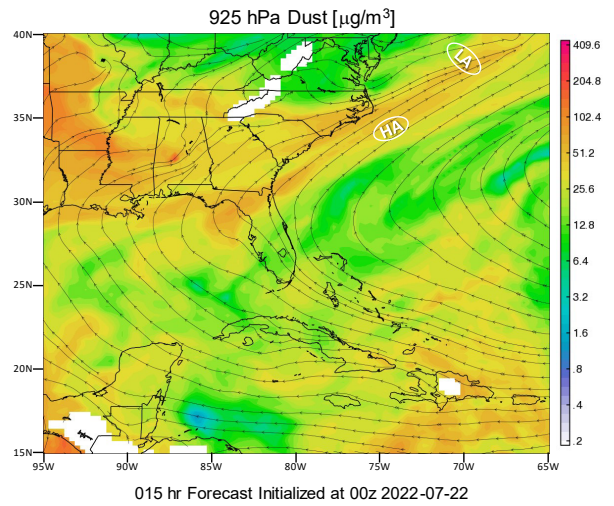 925 hPa Dust [µg/m³]
40N
35N
30N
25N
20N
15N
LA
HA
95W 90W 85W 80W 75W 70W 65W
409.6
204.8
102.4
51.2
25.6
12.8
6.4
3.2
1.6
.8
.4
.2
015 hr Forecast Initialized at 00z 2022-07-22